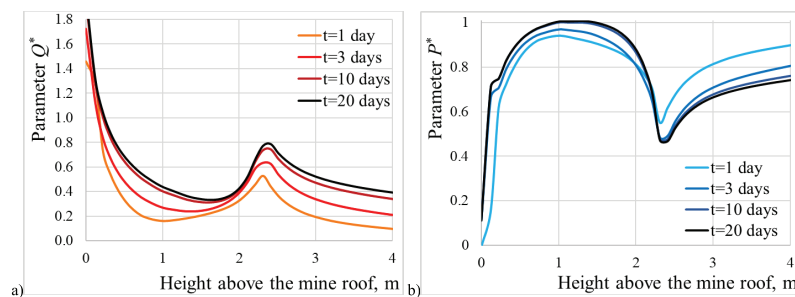 Parameter Q*
1.8
1.6
1.4
1.2
1.0
0.8
0.6
0.4
0.2
0.0
t=1 day
t=3 days
t=10 days
t=20 days
0 1 2 3 4
a) Height above the mine roof, m
Parameter P*
1
0.8
0.6
0.4
0.2
0
t=1 day
t=3 days
t=10 days
t=20 days
0 1 2 3 4
b) Height above the mine roof, m